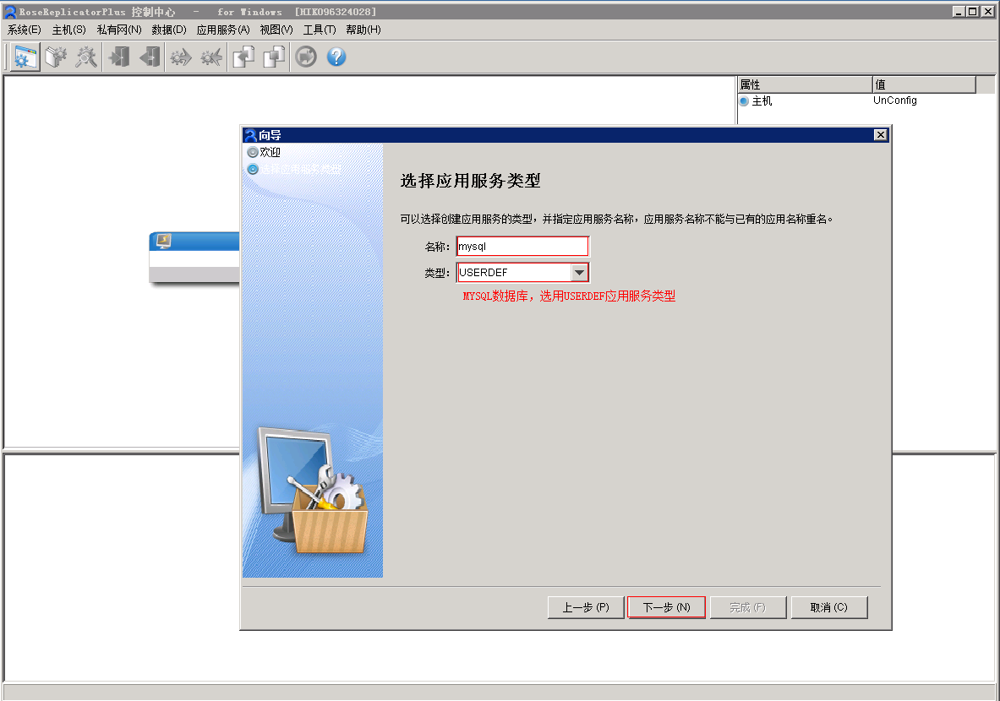 RoseReplicatorPlus 控制中心 - for Windows [HIK096324028]
系统(E) 主机(S) 私有网(N) 数据(D) 应用服务(A) 视图(V) 工具(T) 帮助(H)
属性 值
主机 UnConfig
向导
欢迎
选择应用服务类型
选择应用服务类型
可以选择创建应用服务的类型，并指定应用服务名称，应用服务名称不能与已有的应用名称重名。
名称： mysql
类型： USERDEF
MYSQL数据库，选用USERDEF应用服务类型
上一步 (P) 下一步 (N) 完成 (F) 取消 (C)